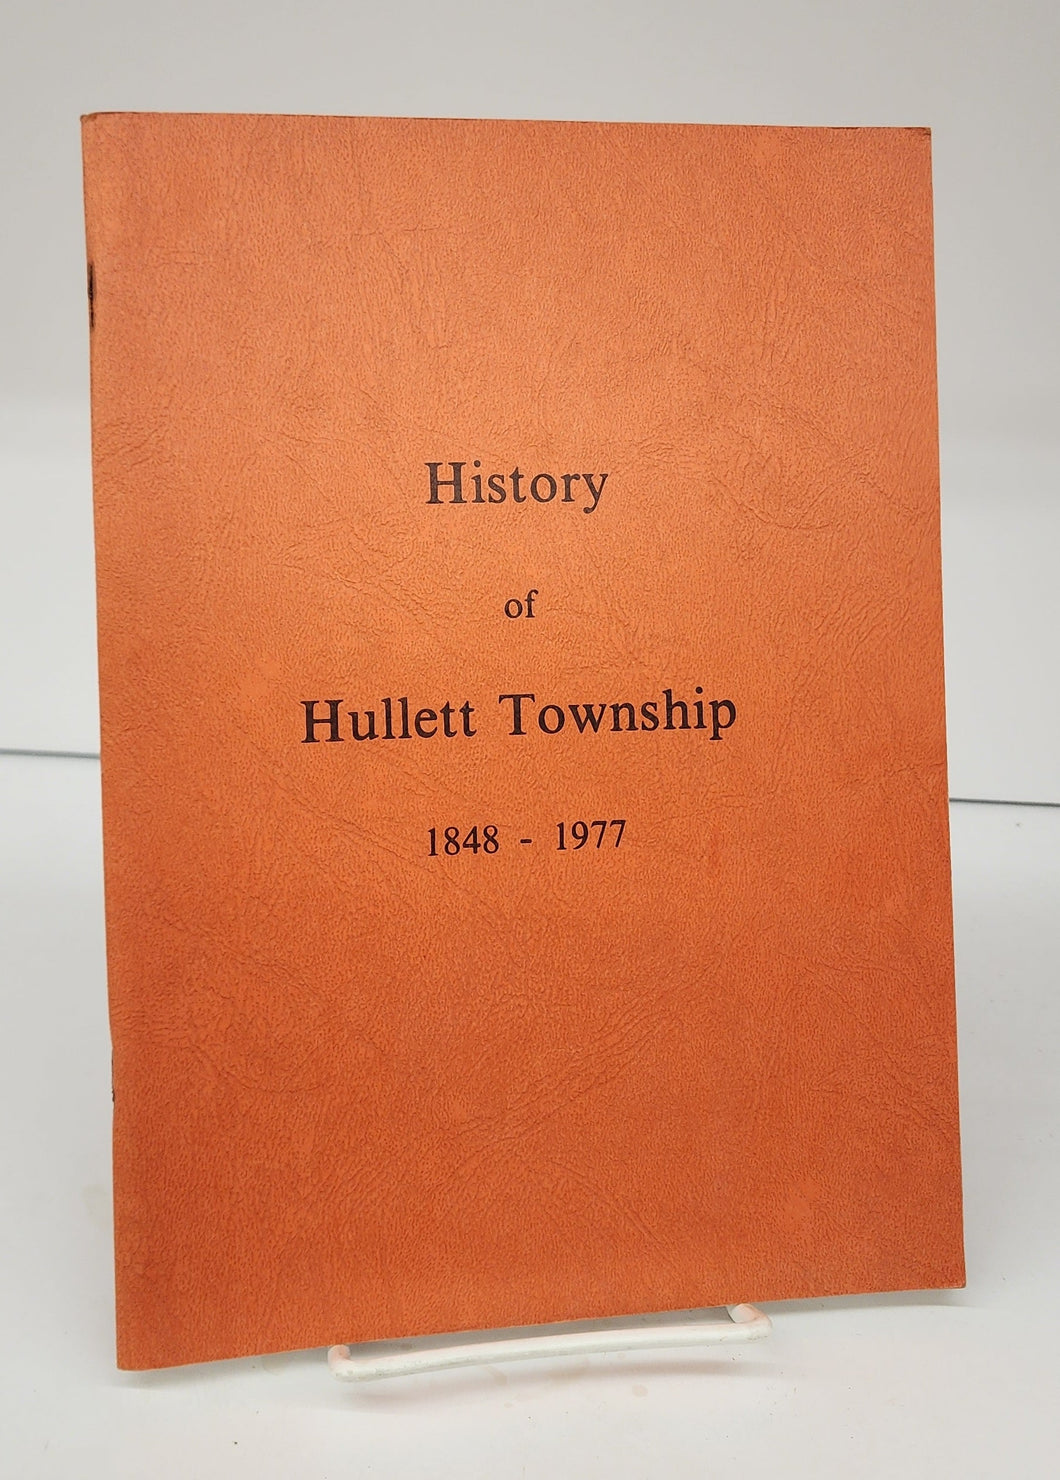 History
of
Hullett Township
1848 - 1977